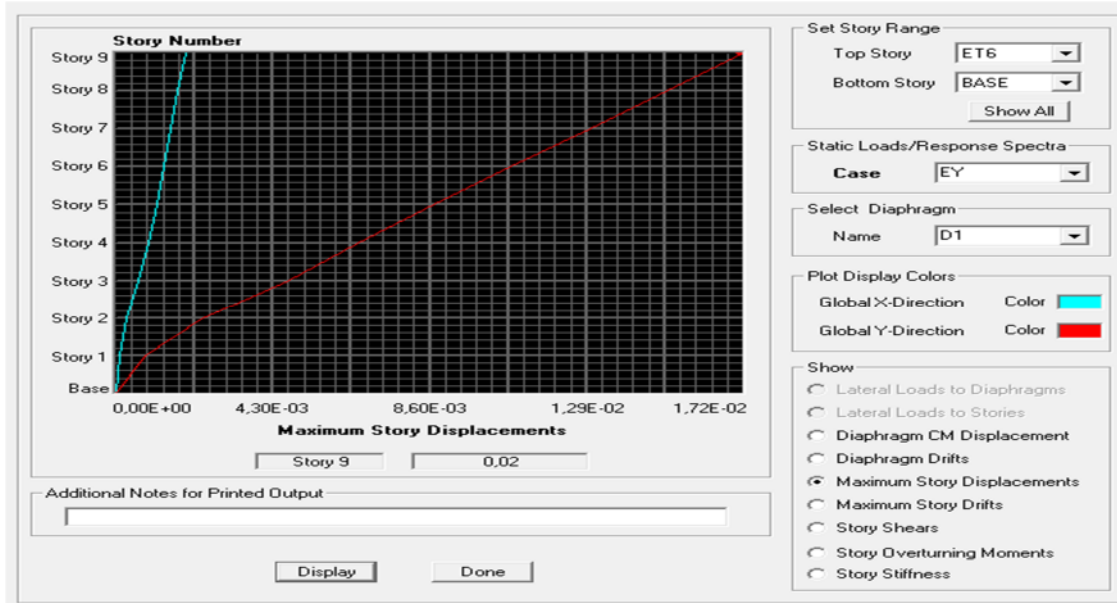 Story Number
Story 9
Story 8
Story 7
Story 6
Story 5
Story 4
Story 3
Story 2
Story 1
Base
0,00E+00 4,30E-03 8,60E-03 1,29E-02 1,72E-02
Maximum Story Displacements
Story 9 0,02
Additional Notes for Printed Output
Display Done
Set Story Range
Top Story ET6
Bottom Story BASE
Show All
Static Loads/Response Spectra
Case EY
Select Diaphragm
Name D1
Plot Display Colors
Global X-Direction Color
Global Y-Direction Color
Show
Lateral Loads to Diaphragms
Lateral Loads to Stories
Diaphragm CM Displacement
Diaphragm Drifts
Maximum Story Displacements
Maximum Story Drifts
Story Shears
Story Overturning Moments
Story Stiffness